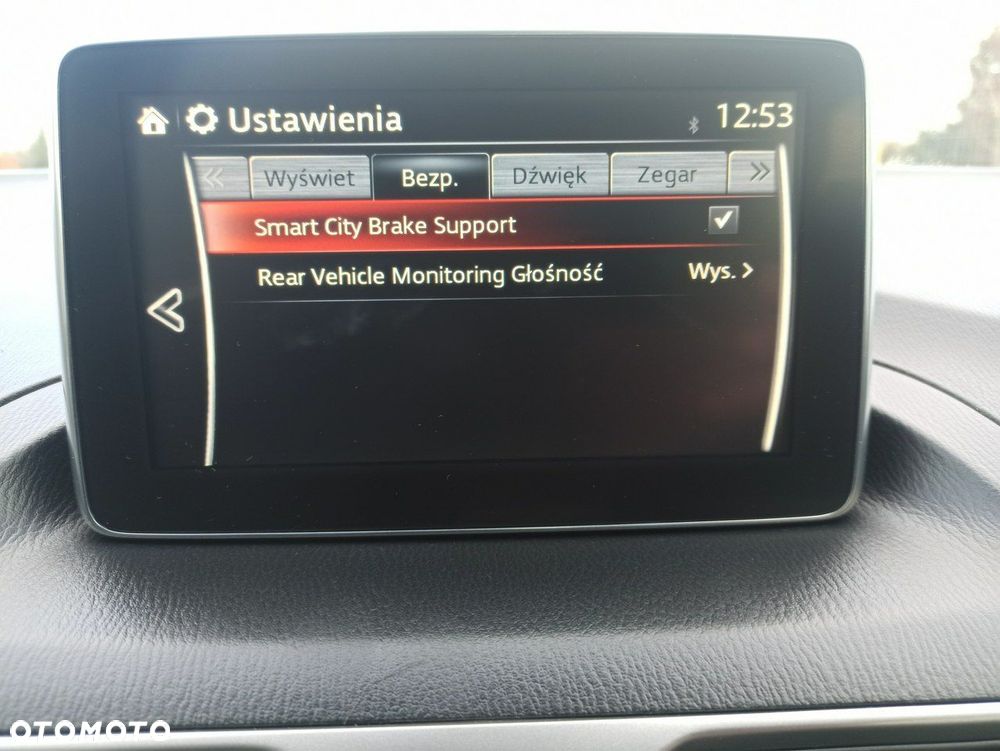 Ustawienia 12:53
Wyświet Bezp. Dźwięk Zegar
Smart City Brake Support
Rear Vehicle Monitoring Głośność Wys.
OTOMOTO